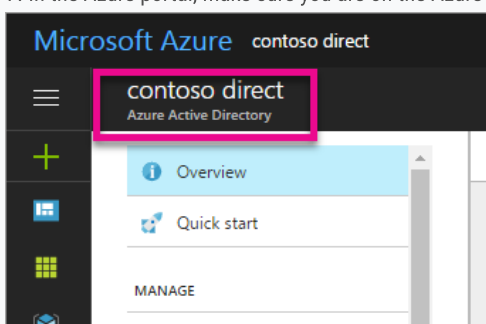 Microsoft Azure contoso direct
contoso direct
Azure Active Directory
Overview
Quick start
MANAGE